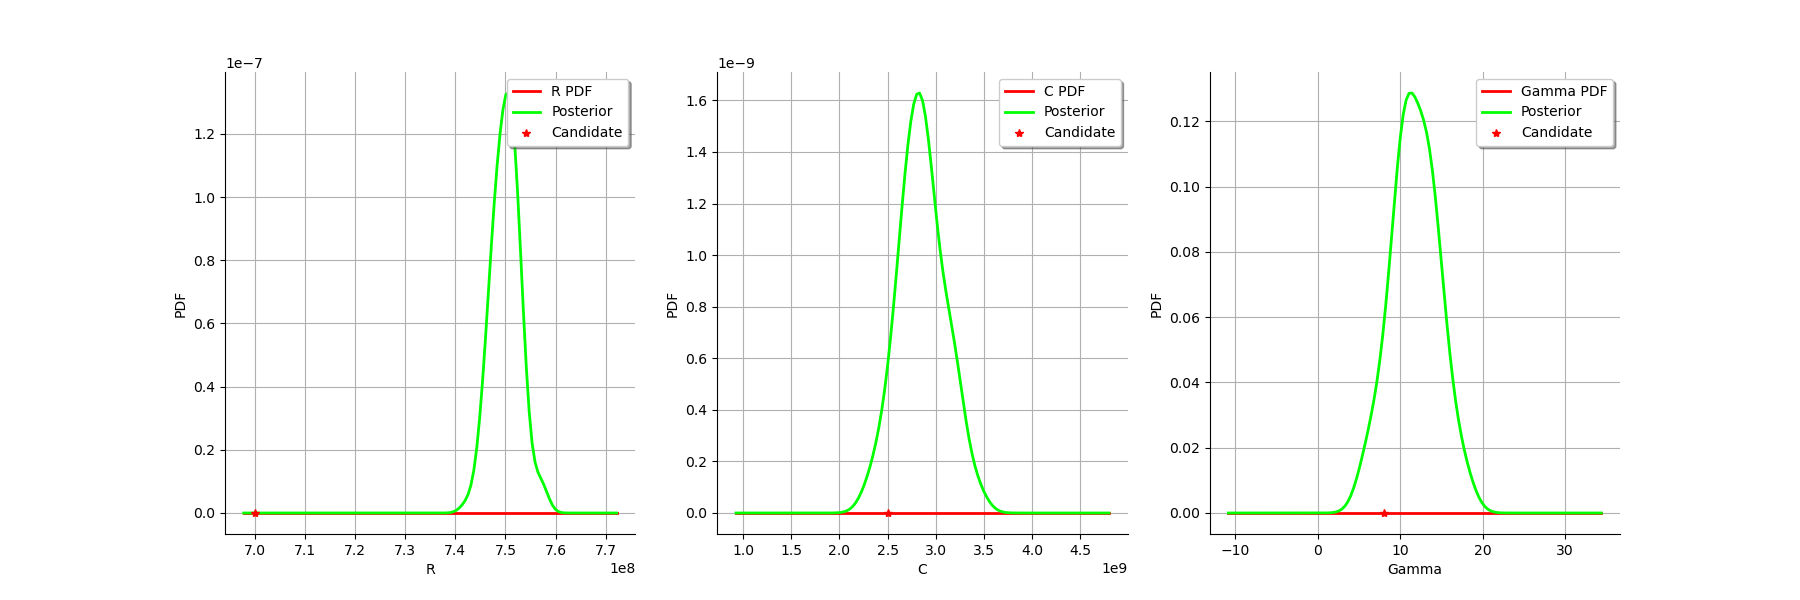 1e−7
R PDF
Posterior
Candidate
1.2
1.0
0.8
0.6
0.4
0.2
0.0
PDF
7.0 7.1 7.2 7.3 7.4 7.5 7.6 7.7
R
1e8
1e−9
C PDF
Posterior
Candidate
1.6
1.4
1.2
1.0
0.8
0.6
0.4
0.2
0.0
PDF
1.0 1.5 2.0 2.5 3.0 3.5 4.0 4.5
C
1e9
Gamma PDF
Posterior
Candidate
0.12
0.10
0.08
0.06
0.04
0.02
0.00
PDF
−10 0 10 20 30
Gamma